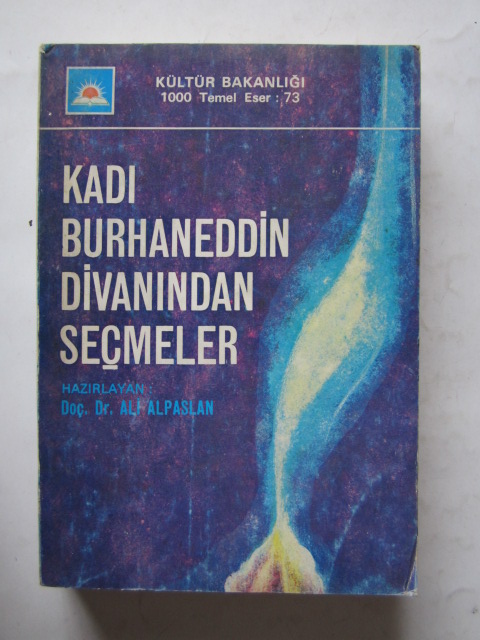 KÜLTÜR BAKANLIĞI
1000 Temel Eser : 73
KADI
BURHANEDDİN
DİVANINDAN
SEÇMELER
HAZIRLAYAN :
Doç. Dr. ALİ ALPASLAN